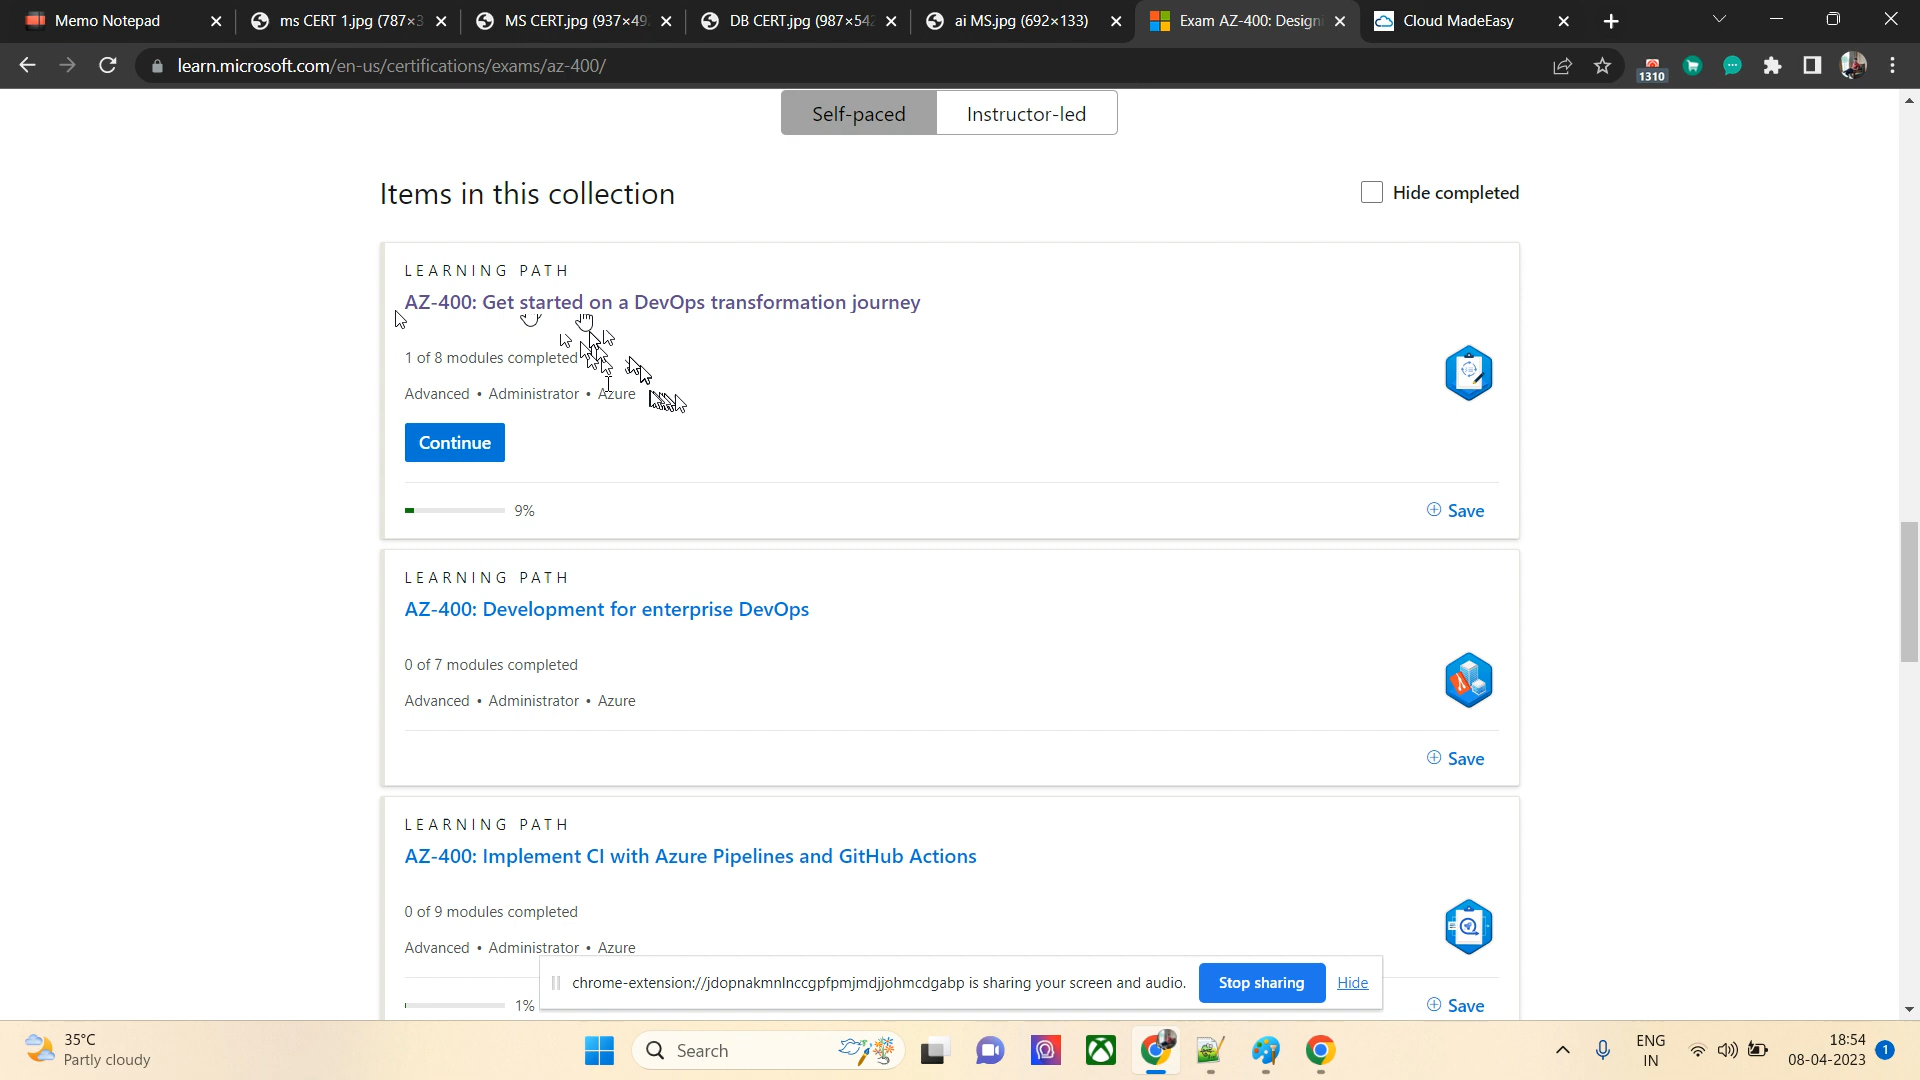 Memo Notepad
ms CERT 1.jpg (787×3
MS CERT.jpg (937×49
DB CERT.jpg (987×542
ai MS.jpg (692×133)
Exam AZ-400: Designi
Cloud MadeEasy
learn.microsoft.com/en-us/certifications/exams/az-400/
1310
Self-paced
Instructor-led
Items in this collection
Hide completed
LEARNING PATH
AZ-400: Get started on a DevOps transformation journey
1 of 8 modules completed
Advanced • Administrator • Azure
Continue
9%
Save
LEARNING PATH
AZ-400: Development for enterprise DevOps
0 of 7 modules completed
Advanced • Administrator • Azure
Save
LEARNING PATH
AZ-400: Implement CI with Azure Pipelines and GitHub Actions
0 of 9 modules completed
Advanced • Administrator • Azure
1%
Save
chrome-extension://jdopnakmnlnccgpfpmjmdjjohmcdgabp is sharing your screen and audio.
Stop sharing
Hide
35°C
Partly cloudy
Search
ENG
IN
18:54
08-04-2023
1